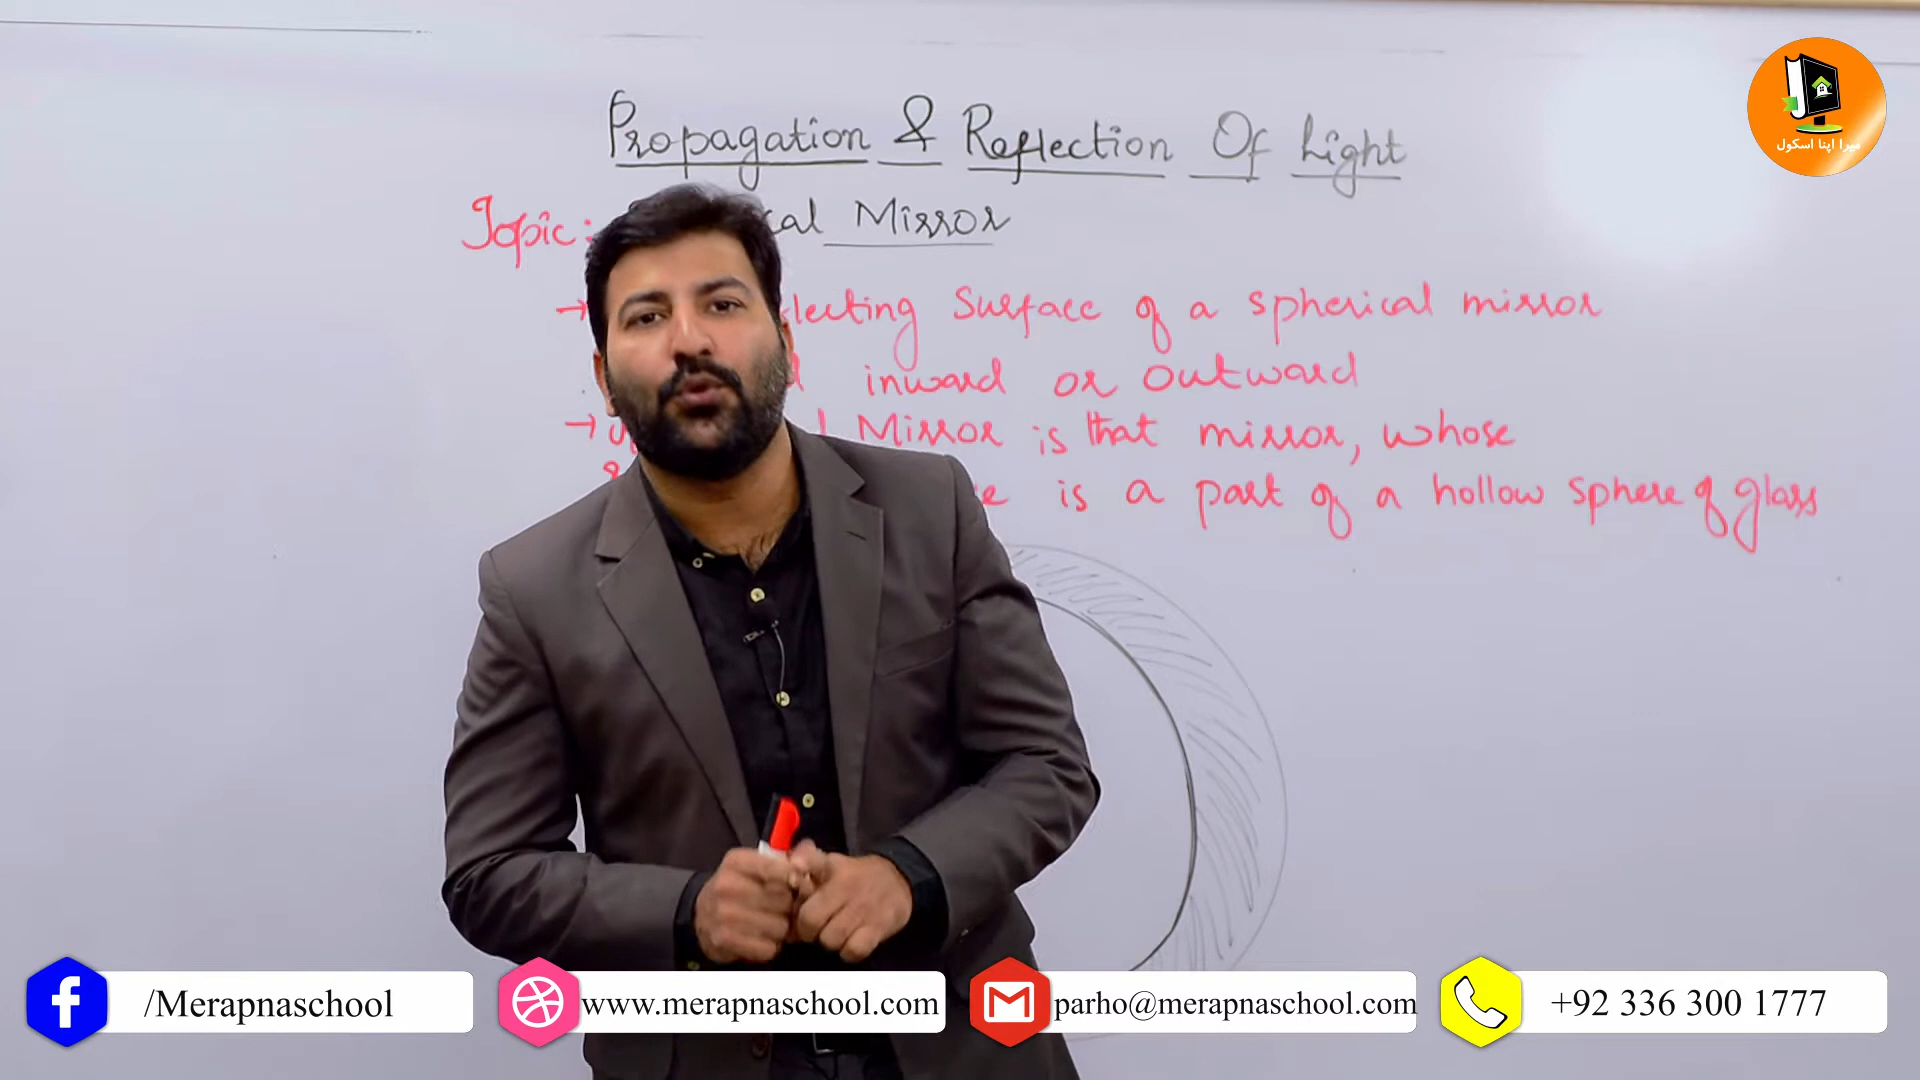 Propagation & Reflection Of Light
Topic: cal Mirror
→ flecting Surface of a spherical mirror
inward or outward
→ Mirror is that mirror, whose
is a part of a hollow sphere of glass
میرا اپنا اسکول
/Merapnaschool
www.merapnaschool.com
parho@merapnaschool.com
+92 336 300 1777